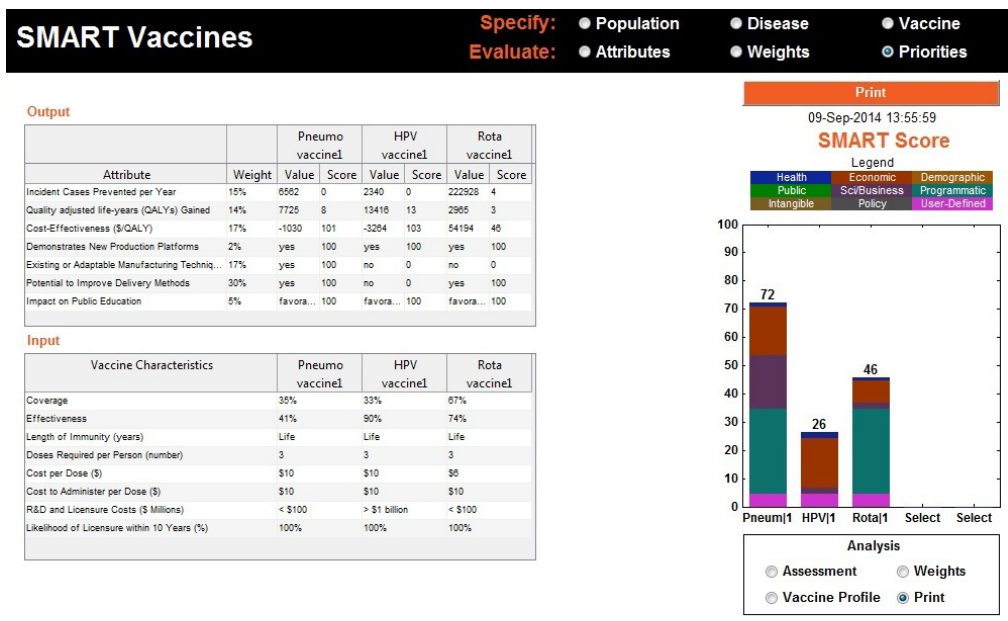 SMART Vaccines
Specify: Population Disease Vaccine
Evaluate: Attributes Weights Priorities
Output
Pneumo vaccine1 HPV vaccine1 Rota vaccine1
Attribute Weight Value Score Value Score Value Score
Incident Cases Prevented per Year 15% 6562 0 2340 0 222928 4
Quality adjusted life-years (QALYs) Gained 14% 7725 8 13416 13 2965 3
Cost-Effectiveness ($/QALY) 17% -1030 101 -3264 103 54194 46
Demonstrates New Production Platforms 2% yes 100 yes 100 yes 100
Existing or Adaptable Manufacturing Techniq... 17% yes 100 no 0 no 0
Potential to Improve Delivery Methods 30% yes 100 no 0 yes 100
Impact on Public Education 5% favora... 100 favora... 100 favora... 100
Input
Vaccine Characteristics Pneumo vaccine1 HPV vaccine1 Rota vaccine1
Coverage 35% 33% 67%
Effectiveness 41% 90% 74%
Length of Immunity (years) Life Life Life
Doses Required per Person (number) 3 3 3
Cost per Dose ($) $10 $10 $6
Cost to Administer per Dose ($) $10 $10 $10
R&D and Licensure Costs ($ Millions) < $100 > $1 billion < $100
Likelihood of Licensure within 10 Years (%) 100% 100% 100%
Print
09-Sep-2014 13:55:59
SMART Score
Legend
Health Economic Demographic
Public Sci/Business Programmatic
Intangible Policy User-Defined
100
90
80
70
60
50
40
30
20
10
0
72
26
46
Pneum|1 HPV|1 Rota|1 Select Select
Analysis
Assessment Weights
Vaccine Profile Print